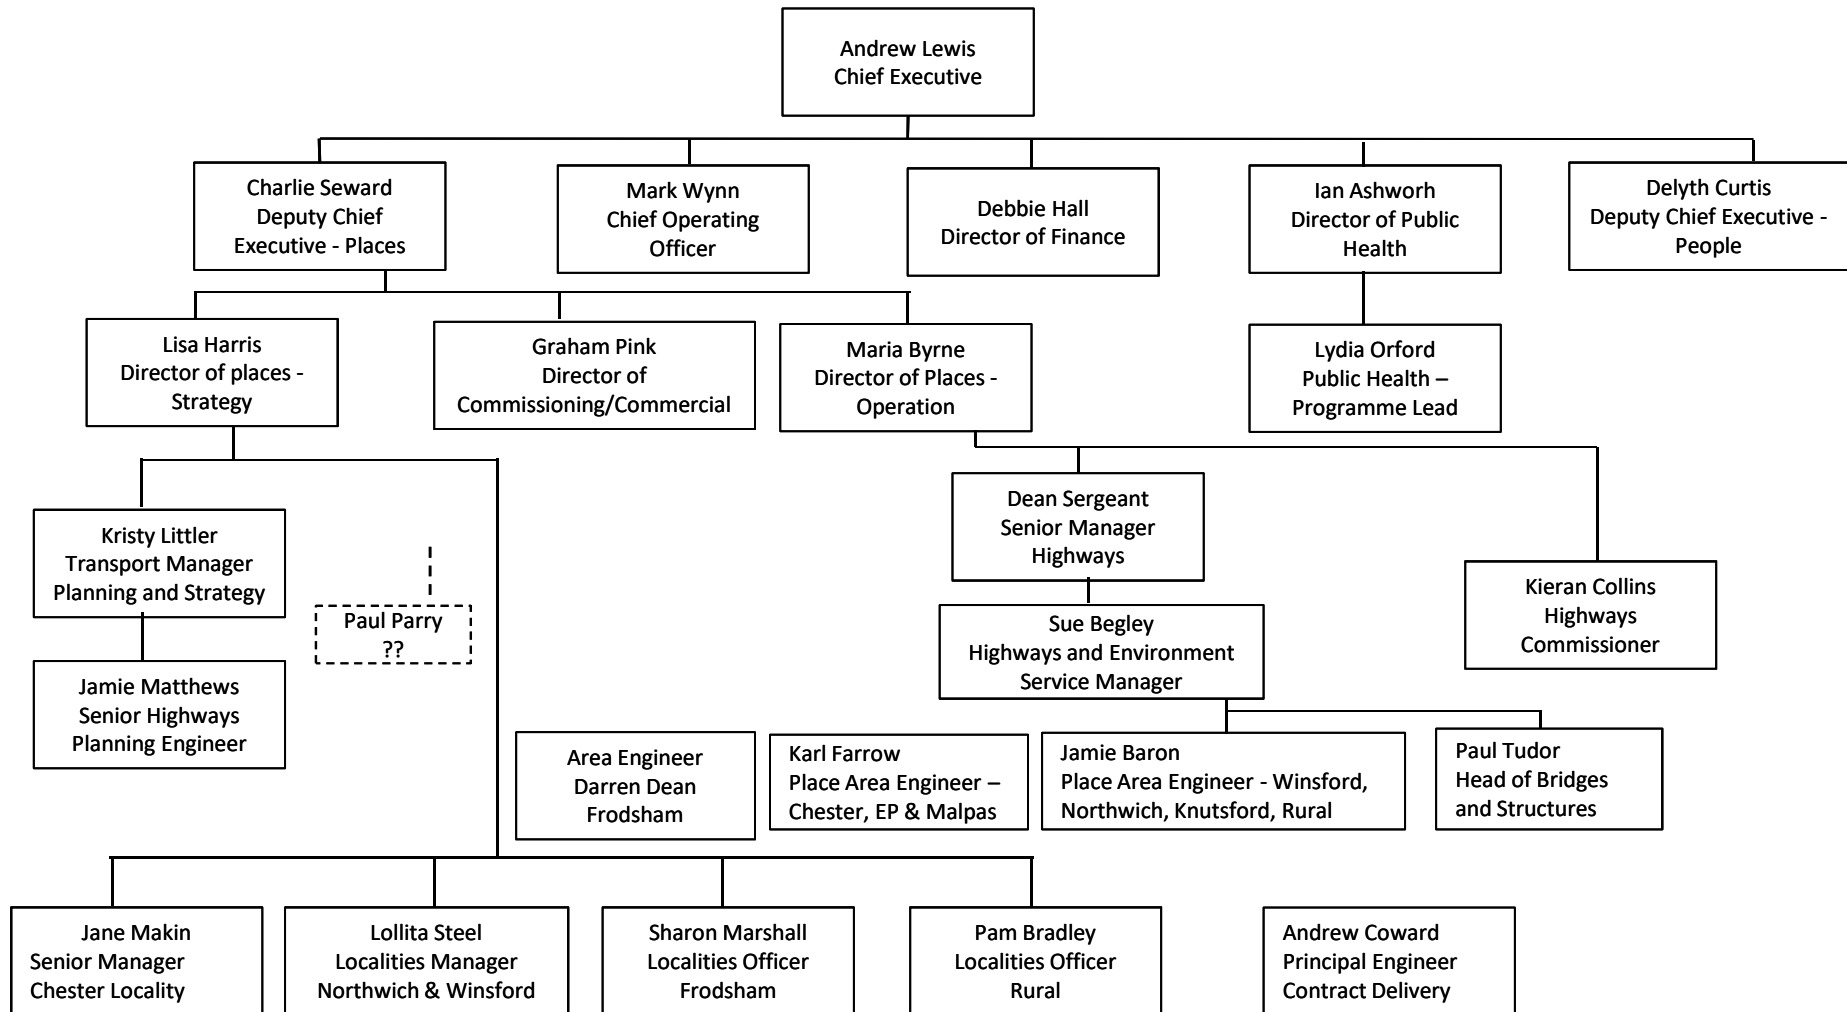 Andrew Lewis
Chief Executive
Charlie Seward
Deputy Chief
Executive - Places
Mark Wynn
Chief Operating
Officer
Debbie Hall
Director of Finance
Ian Ashworh
Director of Public
Health
Delyth Curtis
Deputy Chief Executive -
People
Lisa Harris
Director of places -
Strategy
Graham Pink
Director of
Commissioning/Commercial
Maria Byrne
Director of Places -
Operation
Lydia Orford
Public Health –
Programme Lead
Kristy Littler
Transport Manager
Planning and Strategy
Paul Parry
??
Dean Sergeant
Senior Manager
Highways
Kieran Collins
Highways
Commissioner
Sue Begley
Highways and Environment
Service Manager
Jamie Matthews
Senior Highways
Planning Engineer
Area Engineer
Darren Dean
Frodsham
Karl Farrow
Place Area Engineer –
Chester, EP & Malpas
Jamie Baron
Place Area Engineer - Winsford,
Northwich, Knutsford, Rural
Paul Tudor
Head of Bridges
and Structures
Jane Makin
Senior Manager
Chester Locality
Lollita Steel
Localities Manager
Northwich & Winsford
Sharon Marshall
Localities Officer
Frodsham
Pam Bradley
Localities Officer
Rural
Andrew Coward
Principal Engineer
Contract Delivery